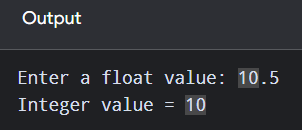 Output
Enter a float value: 10.5
Integer value = 10